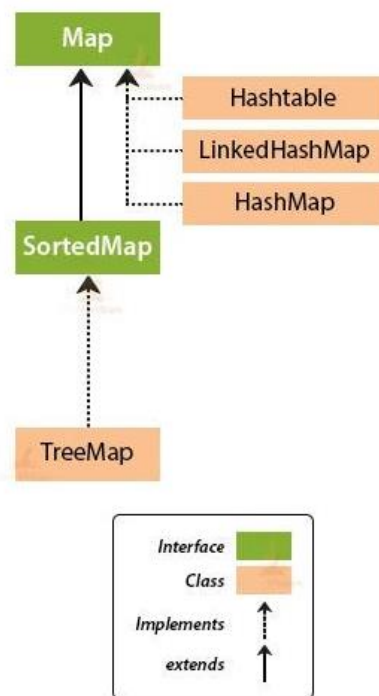 Map
Hashtable
LinkedHashMap
HashMap
SortedMap
TreeMap
Interface
Class
Implements
extends